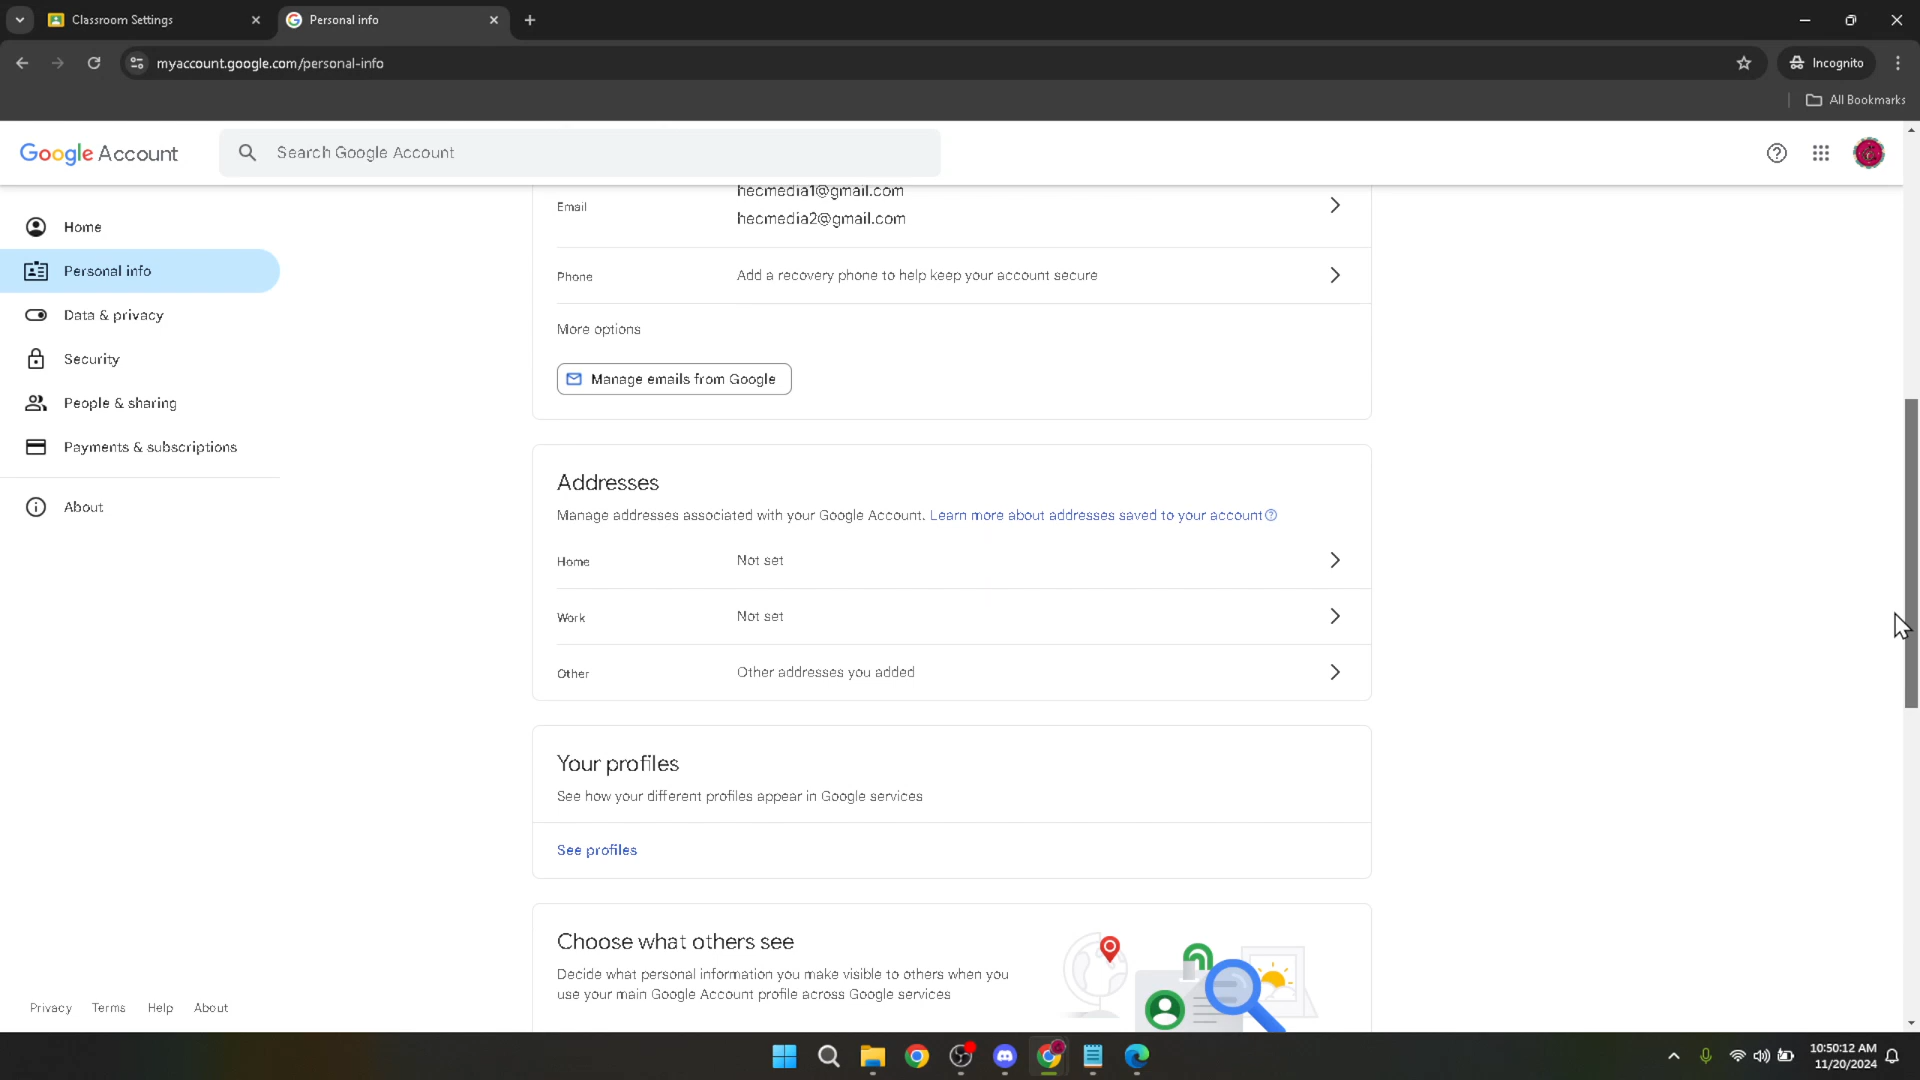 Classroom Settings
Personal info
myaccount.google.com/personal-info
Incognito
All Bookmarks
Google Account
Search Google Account
Home
Personal info
Data & privacy
Security
People & sharing
Payments & subscriptions
About
Email
hecmedia1@gmail.com
hecmedia2@gmail.com
Phone
Add a recovery phone to help keep your account secure
More options
Manage emails from Google
Addresses
Manage addresses associated with your Google Account. Learn more about addresses saved to your account
Home
Not set
Work
Not set
Other
Other addresses you added
Your profiles
See how your different profiles appear in Google services
See profiles
Choose what others see
Decide what personal information you make visible to others when you
use your main Google Account profile across Google services
Privacy
Terms
Help
About
10:50:12 AM
11/20/2024